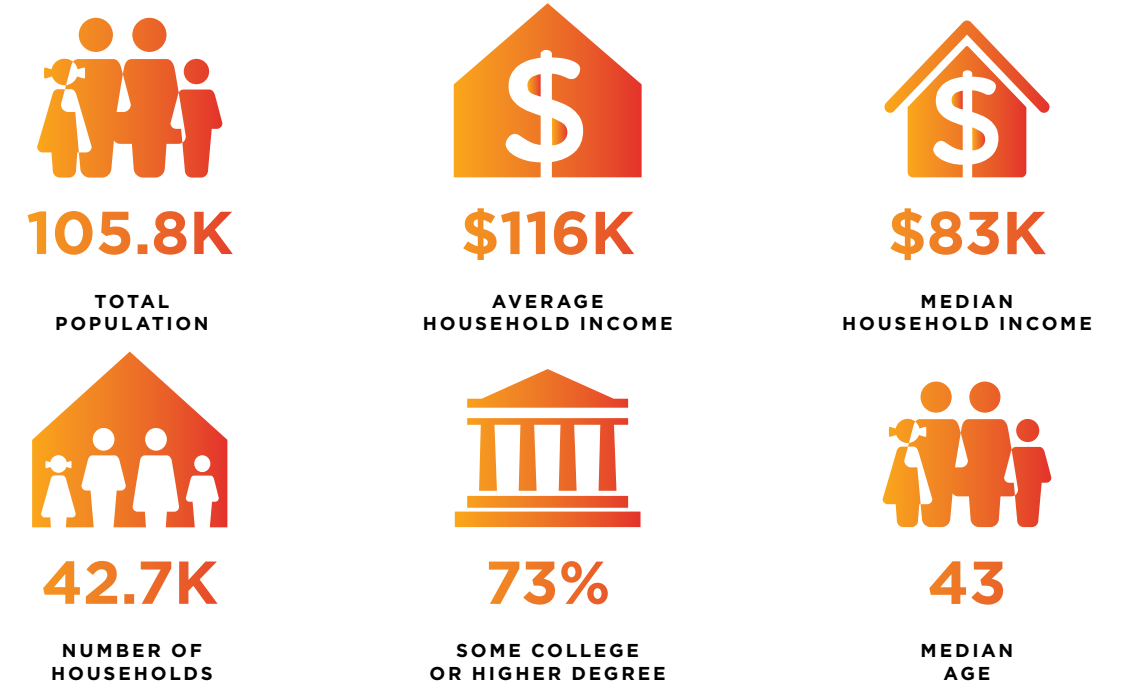 105.8K
TOTAL
POPULATION
$116K
AVERAGE
HOUSEHOLD INCOME
$83K
MEDIAN
HOUSEHOLD INCOME
42.7K
NUMBER OF
HOUSEHOLDS
73%
SOME COLLEGE
OR HIGHER DEGREE
43
MEDIAN
AGE